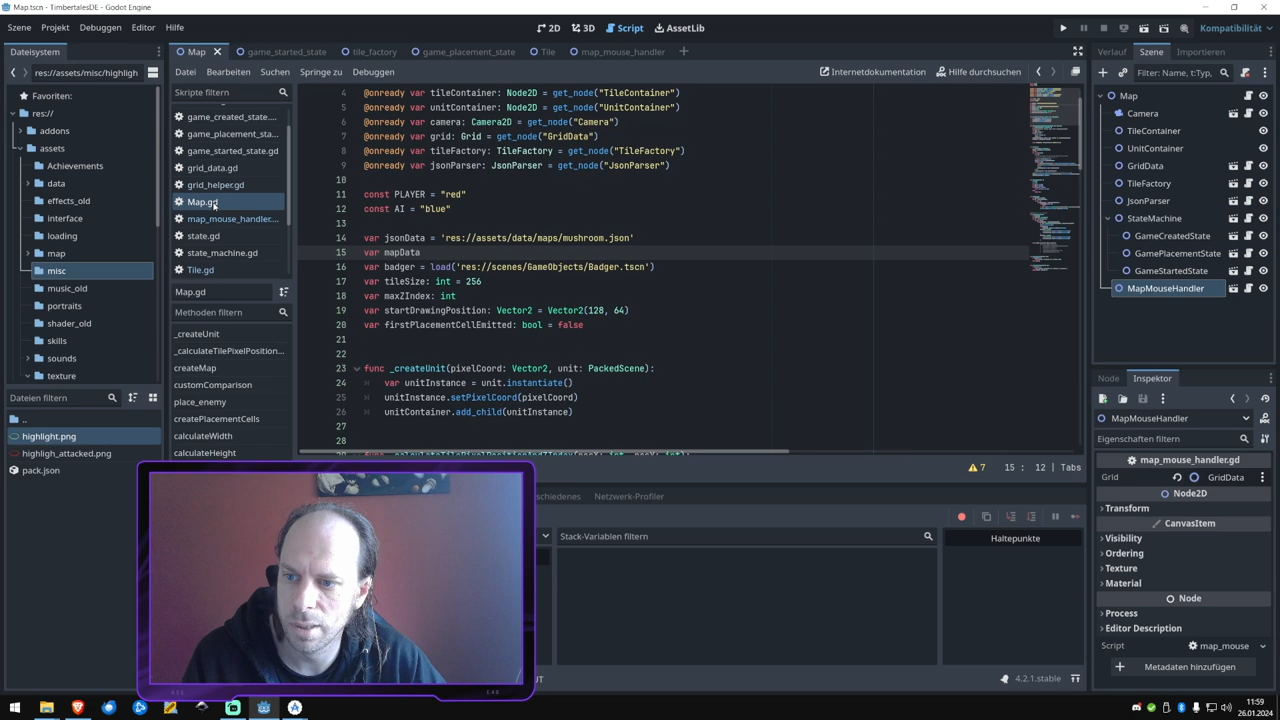 Map.tscn - TimbertalesDE - Godot Engine
Szene Projekt Debuggen Editor Hilfe
2D 3D Script AssetLib
Kompatibilität
Dateisystem
res://assets/misc/highligh
Favoriten:
res://
addons
assets
Achievements
data
effects_old
interface
loading
map
misc
music_old
portraits
shader_old
skills
sounds
texture
Dateien filtern
..
highlight.png
highligh_attacked.png
pack.json
Map game_started_state tile_factory game_placement_state Tile map_mouse_handler
Datei Bearbeiten Suchen Springe zu Debuggen
Internetdokumentation Hilfe durchsuchen
Skripte filtern
game_created_state....
game_placement_sta...
game_started_state.gd
grid_data.gd
grid_helper.gd
Map.gd
map_mouse_handler....
state.gd
state_machine.gd
Tile.gd
Map.gd
Methoden filtern
_createUnit
_calculateTilePixelPosition...
createMap
customComparison
place_enemy
createPlacementCells
calculateWidth
calculateHeight
4 @onready var tileContainer: Node2D = get_node("TileContainer")
5 @onready var unitContainer: Node2D = get_node("UnitContainer")
6 @onready var camera: Camera2D = get_node("Camera")
7 @onready var grid: Grid = get_node("GridData")
8 @onready var tileFactory: TileFactory = get_node("TileFactory")
9 @onready var jsonParser: JsonParser = get_node("JsonParser")
10
11 const PLAYER = "red"
12 const AI = "blue"
13
14 var jsonData = 'res://assets/data/maps/mushroom.json'
15 var mapData
16 var badger = load('res://scenes/GameObjects/Badger.tscn')
17 var tileSize: int = 256
18 var maxZIndex: int
19 var startDrawingPosition: Vector2 = Vector2(128, 64)
20 var firstPlacementCellEmitted: bool = false
21
22
23 func _createUnit(pixelCoord: Vector2, unit: PackedScene):
24 var unitInstance = unit.instantiate()
25 unitInstance.setPixelCoord(pixelCoord)
26 unitContainer.add_child(unitInstance)
27
28
7 15 : 12 | Tabs
Netzwerk-Profiler
Stack-Variablen filtern
Haltepunkte
4.2.1.stable
Verlauf Szene Importieren
Filter: Name, t:Typ,
Map
Camera
TileContainer
UnitContainer
GridData
TileFactory
JsonParser
StateMachine
GameCreatedState
GamePlacementState
GameStartedState
MapMouseHandler
Node Inspektor
MapMouseHandler
Eigenschaften filtern
map_mouse_handler.gd
Grid GridData
Node2D
Transform
CanvasItem
Visibility
Ordering
Texture
Material
Node
Process
Editor Description
Script map_mouse
Metadaten hinzufügen
11:59
26.01.2024